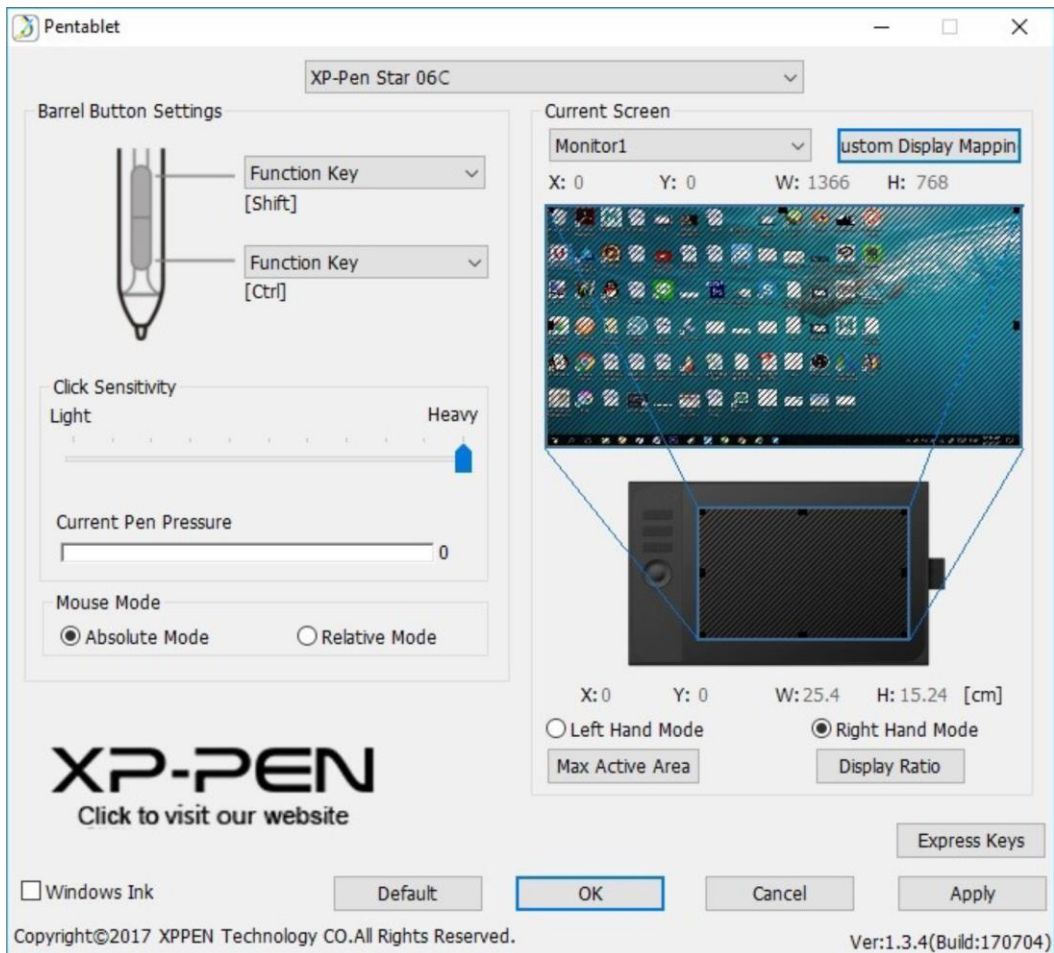 Pentablet
XP-Pen Star 06C
Barrel Button Settings
Function Key
[Shift]
Function Key
[Ctrl]
Click Sensitivity
Light Heavy
Current Pen Pressure
0
Mouse Mode
Absolute Mode Relative Mode
Current Screen
Monitor1 ustom Display Mappin
X: 0 Y: 0 W: 1366 H: 768
X: 0 Y: 0 W: 25.4 H: 15.24 [cm]
Left Hand Mode Right Hand Mode
Max Active Area Display Ratio
XP-PEN
Click to visit our website
Express Keys
Windows Ink Default OK Cancel Apply
Copyright©2017 XPPEN Technology CO.All Rights Reserved.
Ver:1.3.4(Build:170704)